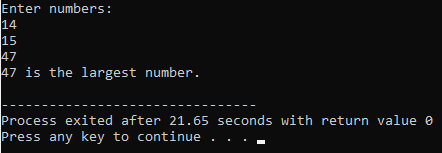 Enter numbers:
14
15
47
47 is the largest number.
--------------------------------
Process exited after 21.65 seconds with return value 0
Press any key to continue . . .